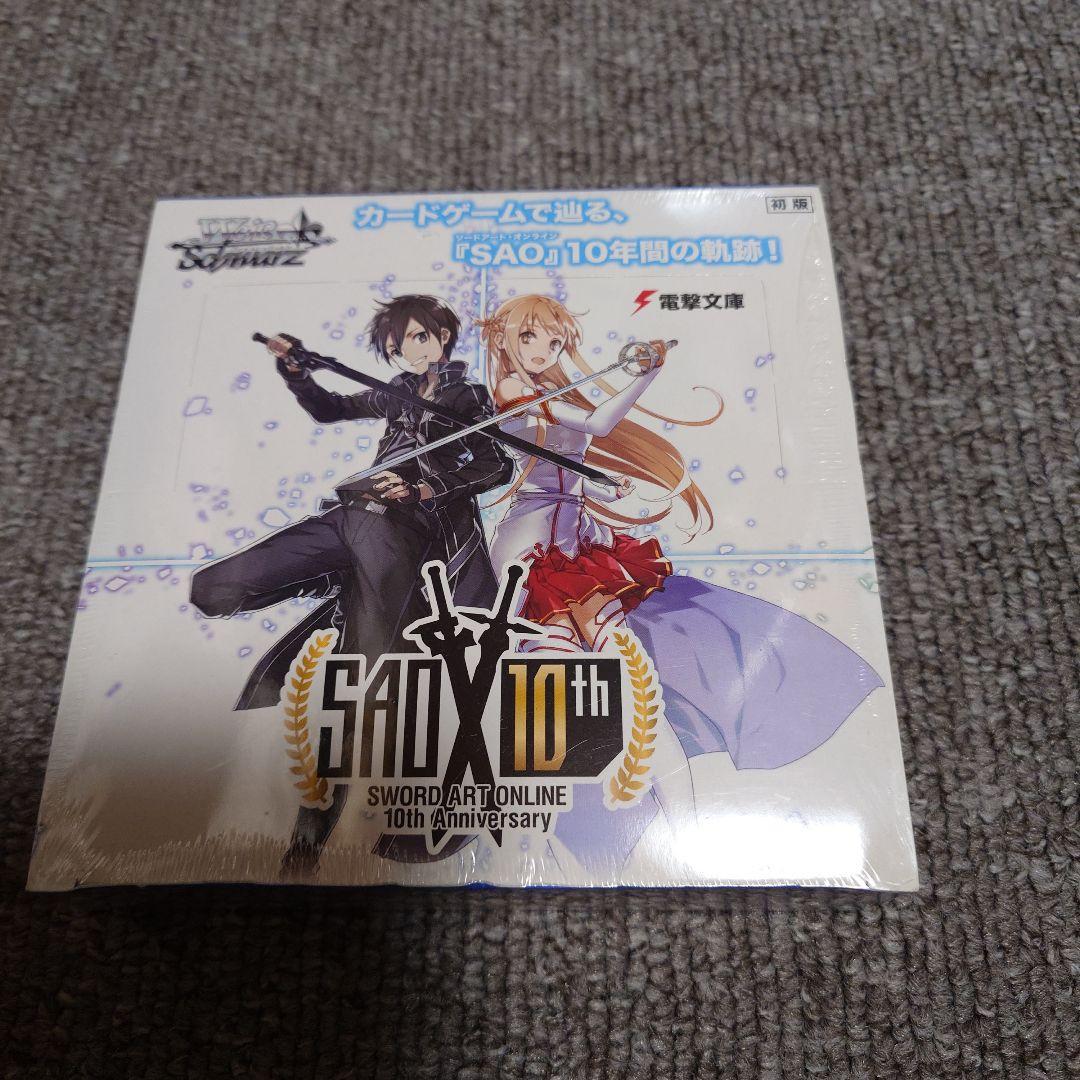 Weiß
Schwarz
カードゲームで辿る、
ソードアート・オンライン
『SAO』10年間の軌跡！
初版
電撃文庫
SAO 10th
SWORD ART ONLINE
10th Anniversary